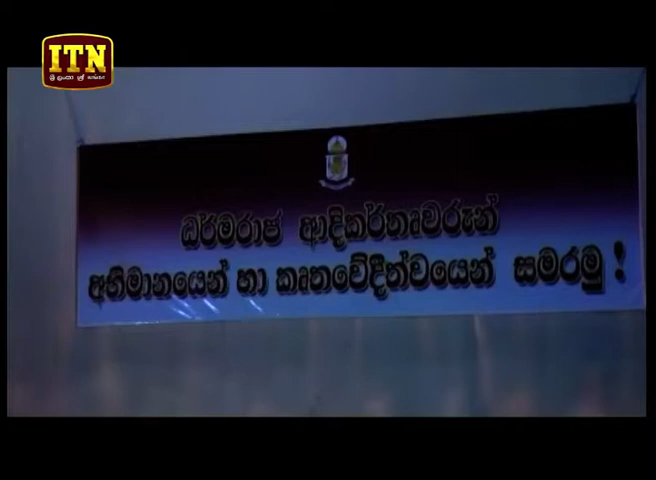 ITN
ධර්මරාජ ආදිකර්තෘවරුන්
අභිමානයෙන් හා කෘතවේදීත්වයෙන් සමරමු !